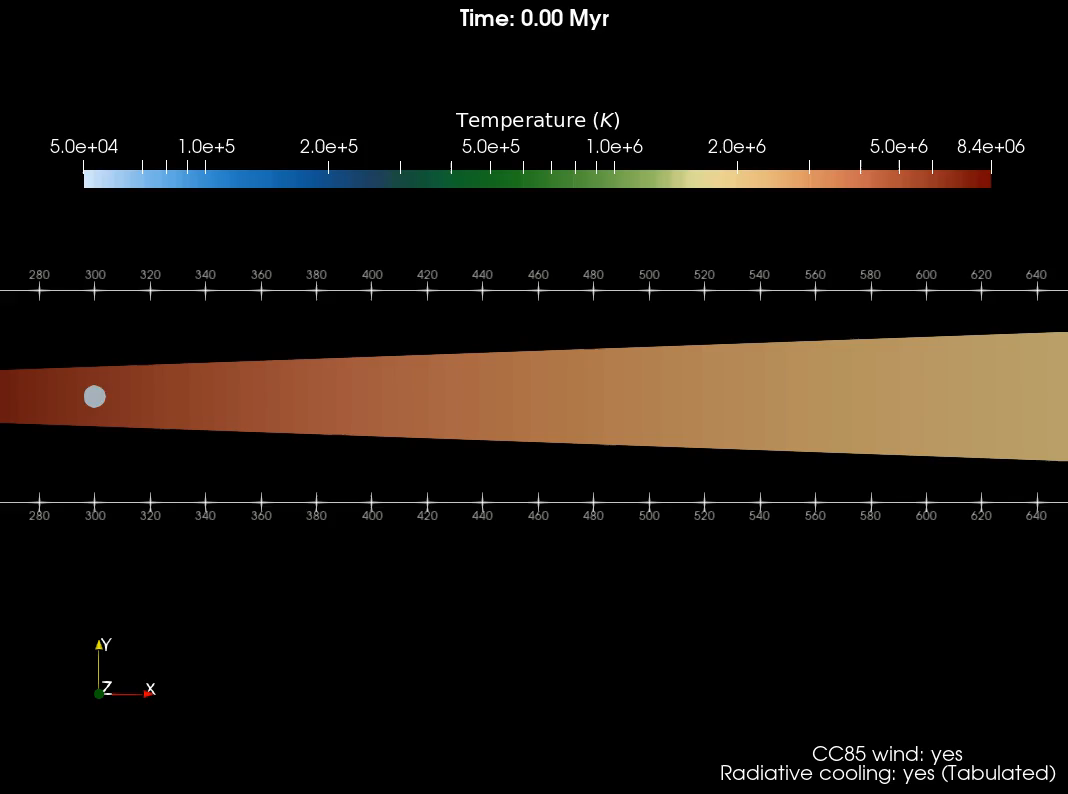 Time: 0.00 Myr
Temperature (K)
5.0e+04 1.0e+5 2.0e+5 5.0e+5 1.0e+6 2.0e+6 5.0e+6 8.4e+06
280 300 320 340 360 380 400 420 440 460 480 500 520 540 560 580 600 620 640
280 300 320 340 360 380 400 420 440 460 480 500 520 540 560 580 600 620 640
Y
Z X
CC85 wind: yes
Radiative cooling: yes (Tabulated)